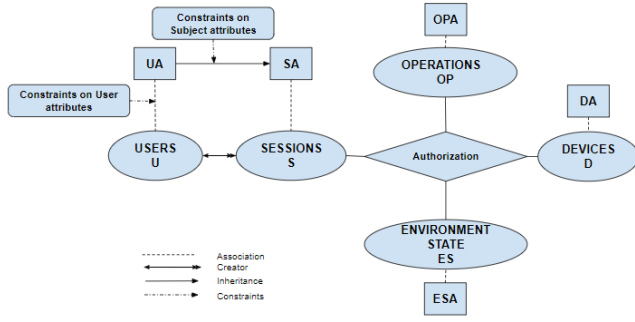 Constraints on
Subject attributes
OPA
UA
SA
OPERATIONS
OP
Constraints on User
attributes
DA
USERS
U
SESSIONS
S
Authorization
DEVICES
D
ENVIRONMENT
STATE
ES
Association
Creator
Inheritance
Constraints
ESA